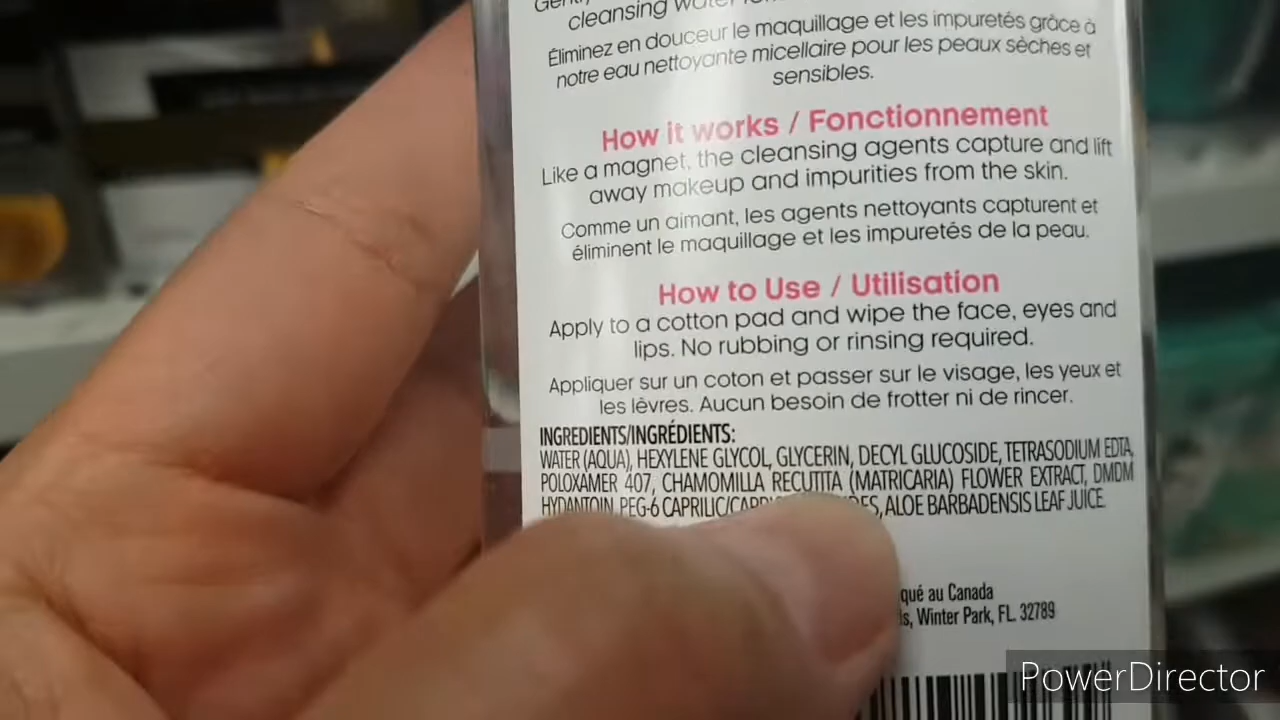 cleansing water
Éliminez en douceur le maquillage et les impuretés grâce à
notre eau nettoyante micellaire pour les peaux sèches et
sensibles.
How it works / Fonctionnement
Like a magnet, the cleansing agents capture and lift
away makeup and impurities from the skin.
Comme un aimant, les agents nettoyants capturent et
éliminent le maquillage et les impuretés de la peau.
How to Use / Utilisation
Apply to a cotton pad and wipe the face, eyes and
lips. No rubbing or rinsing required.
Appliquer sur un coton et passer sur le visage, les yeux et
les lèvres. Aucun besoin de frotter ni de rincer.
INGREDIENTS/INGRÉDIENTS:
WATER (AQUA), HEXYLENE GLYCOL, GLYCERIN, DECYL GLUCOSIDE, TETRASODIUM EDTA,
POLOXAMER 407, CHAMOMILLA RECUTITA (MATRICARIA) FLOWER EXTRACT, DMDM
HYDANTOIN, PEG-6 CAPRILIC/ ALOE BARBADENSIS LEAF JUICE.
au Canada
Winter Park, FL. 32789
PowerDirector